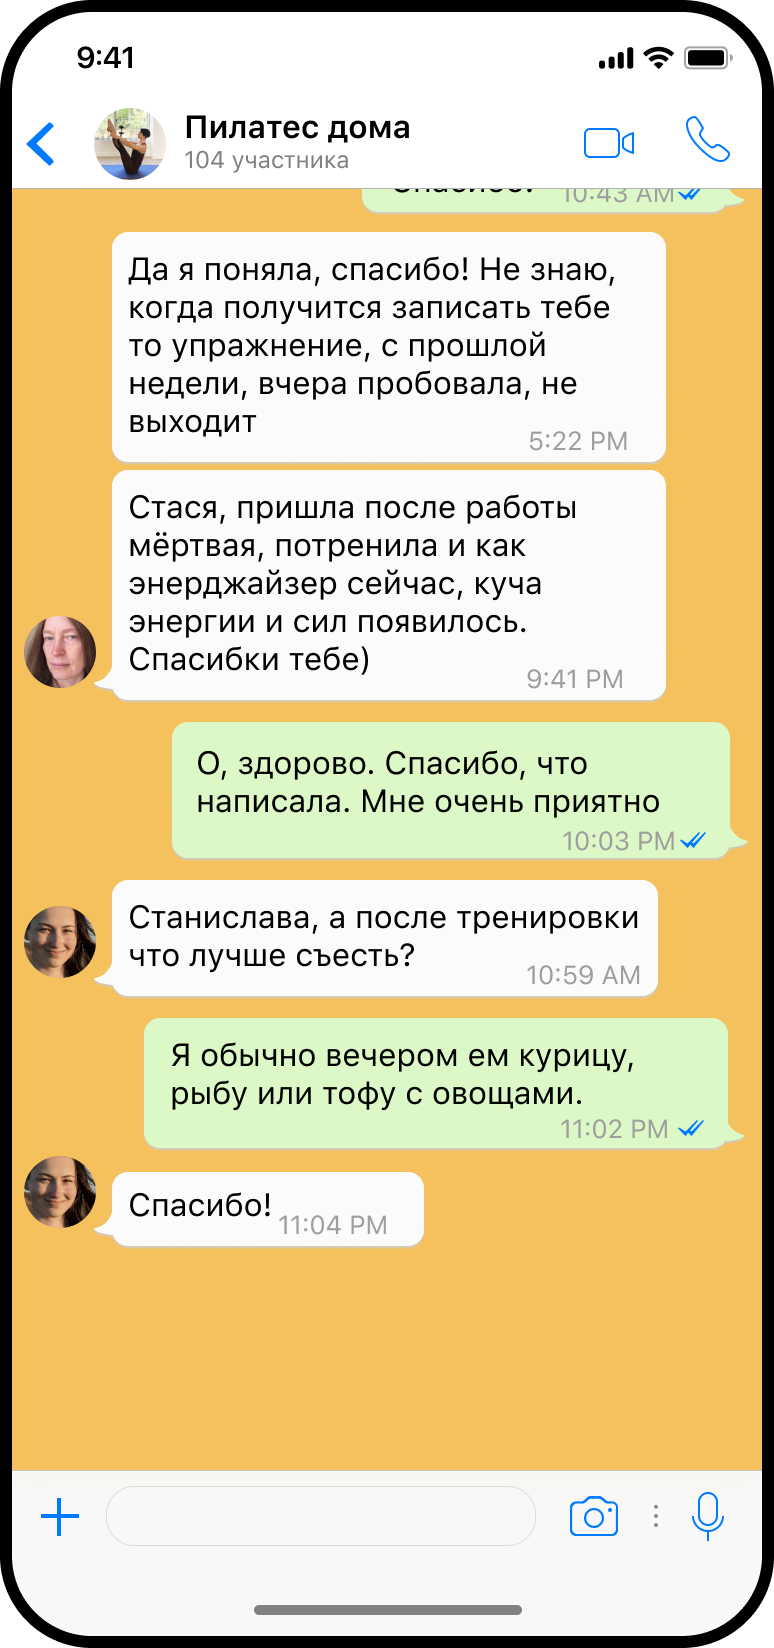 9:41
Пилатес дома
104 участника
Спасибо! 10:43 AM
Да я поняла, спасибо! Не знаю,
когда получится записать тебе
то упражнение, с прошлой
недели, вчера пробовала, не
выходит
5:22 PM
Стася, пришла после работы
мёртвая, потренила и как
энерджайзер сейчас, куча
энергии и сил появилось.
Спасибки тебе)
9:41 PM
О, здорово. Спасибо, что
написала. Мне очень приятно
10:03 PM
Станислава, а после тренировки
что лучше съесть?
10:59 AM
Я обычно вечером ем курицу,
рыбу или тофу с овощами.
11:02 PM
Спасибо!
11:04 PM